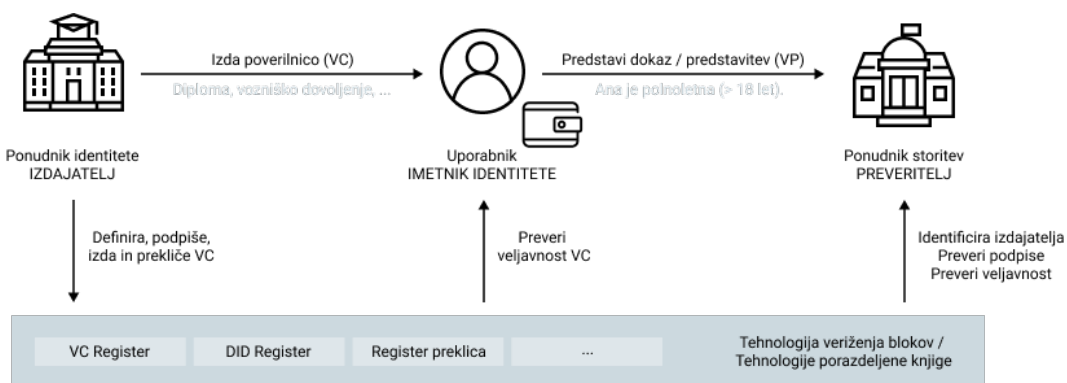 Izda poverilnico (VC)
Diploma, vozniško dovoljenje, ...
Predstavi dokaz / predstavitev (VP)
Ana je polnoletna (> 18 let).
Ponudnik identitete
IZDAJATELJ
Uporabnik
IMETNIK IDENTITETE
Ponudnik storitev
PREVERITELJ
Definira, podpiše,
izda in prekliče VC
Preveri
veljavnost VC
Identificira izdajatelja
Preveri podpise
Preveri veljavnost
VC Register
DID Register
Register preklica
...
Tehnologija veriženja blokov /
Tehnologije porazdeljene knjige